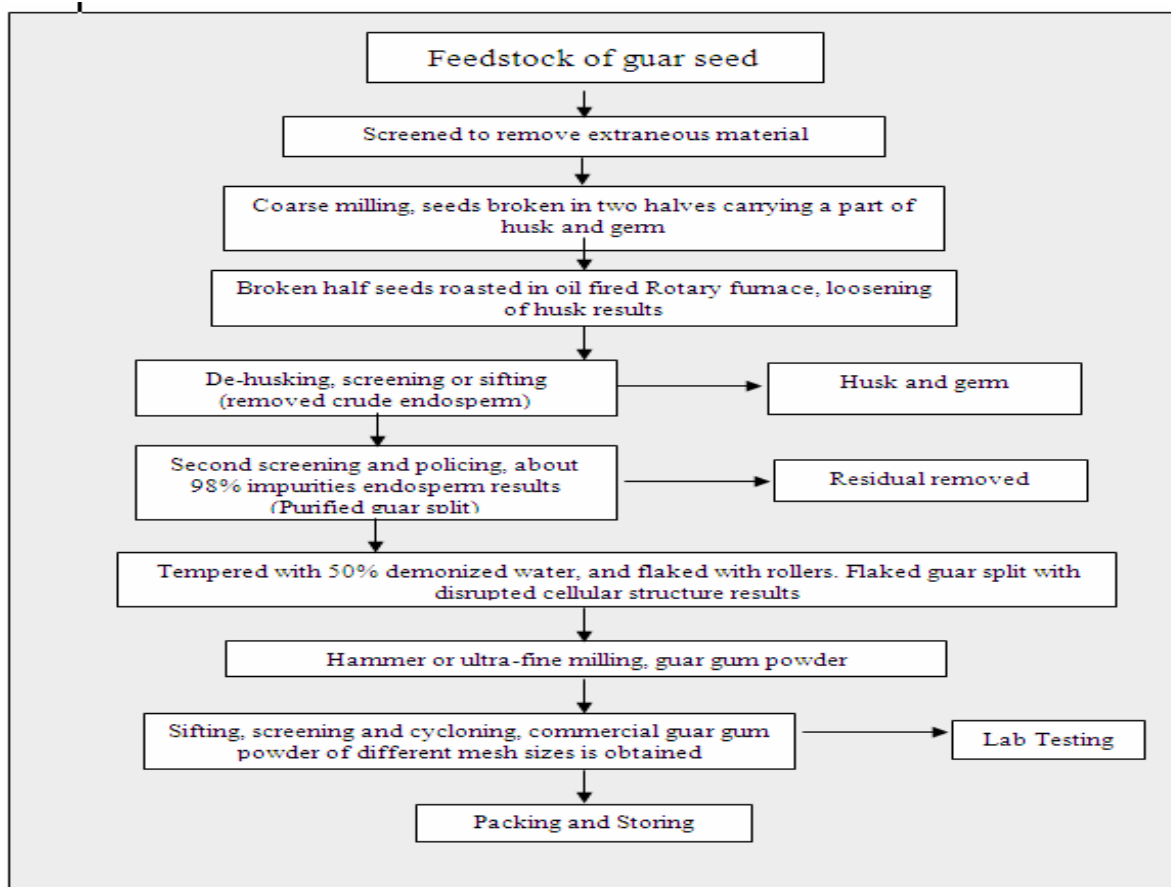 Feedstock of guar seed
Screened to remove extraneous material
Coarse milling, seeds broken in two halves carrying a part of
husk and germ
Broken half seeds roasted in oil fired Rotary furnace, loosening
of husk results
De-husking, screening or sifting
(removed crude endosperm)
Husk and germ
Second screening and policing, about
98% impurities endosperm results
(Purified guar split)
Residual removed
Tempered with 50% demonized water, and flaked with rollers. Flaked guar split with
disrupted cellular structure results
Hammer or ultra-fine milling, guar gum powder
Sifting, screening and cycloning, commercial guar gum
powder of different mesh sizes is obtained
Lab Testing
Packing and Storing